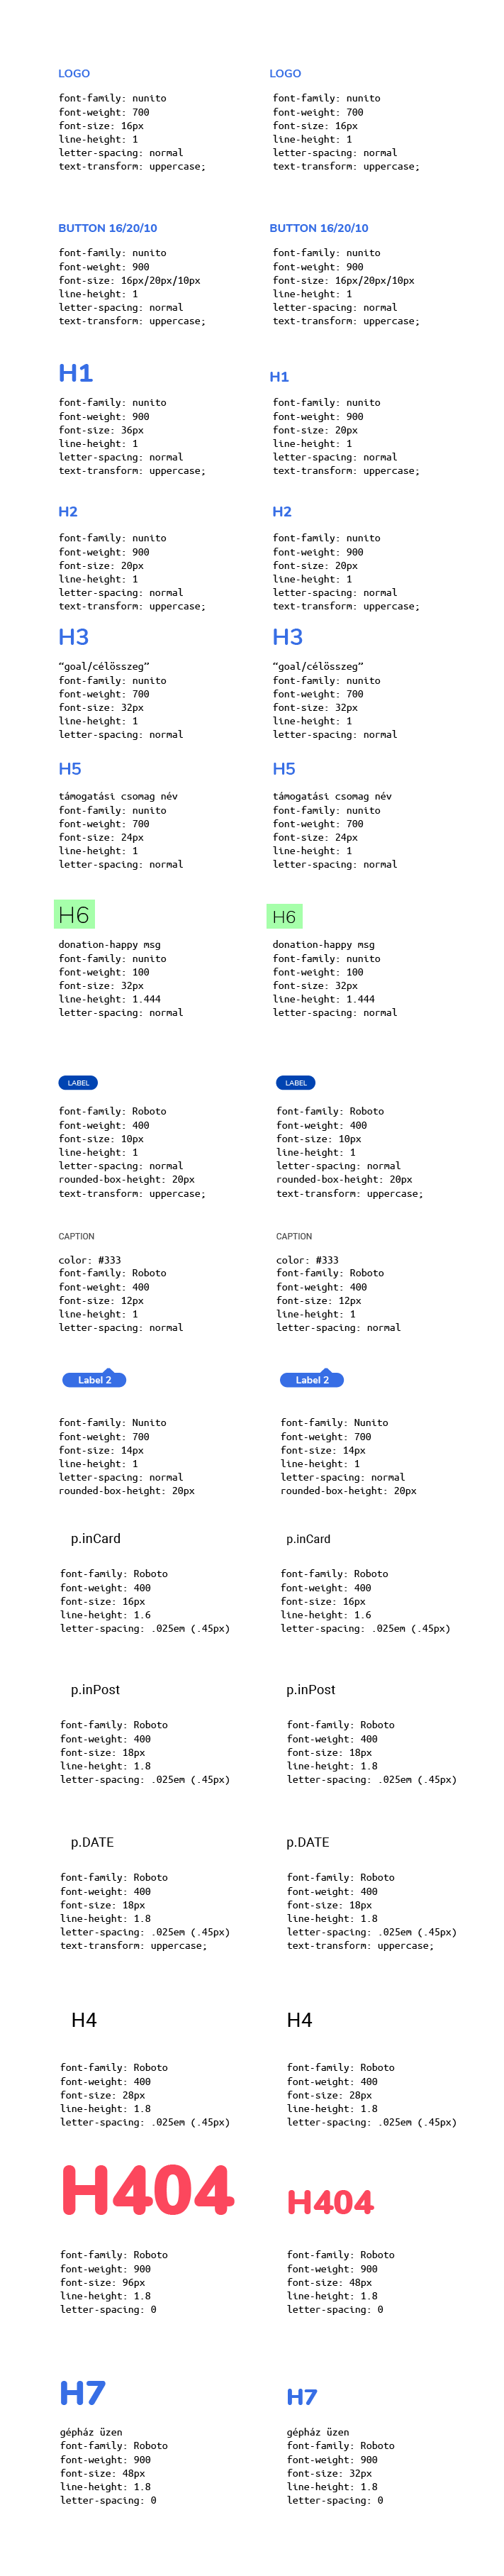 LOGO
font-family: nunito
font-weight: 700
font-size: 16px
line-height: 1
letter-spacing: normal
text-transform: uppercase;
LOGO
font-family: nunito
font-weight: 700
font-size: 16px
line-height: 1
letter-spacing: normal
text-transform: uppercase;
BUTTON 16/20/10
font-family: nunito
font-weight: 900
font-size: 16px/20px/10px
line-height: 1
letter-spacing: normal
text-transform: uppercase;
BUTTON 16/20/10
font-family: nunito
font-weight: 900
font-size: 16px/20px/10px
line-height: 1
letter-spacing: normal
text-transform: uppercase;
H1
font-family: nunito
font-weight: 900
font-size: 36px
line-height: 1
letter-spacing: normal
text-transform: uppercase;
H1
font-family: nunito
font-weight: 900
font-size: 20px
line-height: 1
letter-spacing: normal
text-transform: uppercase;
H2
font-family: nunito
font-weight: 900
font-size: 20px
line-height: 1
letter-spacing: normal
text-transform: uppercase;
H2
font-family: nunito
font-weight: 900
font-size: 20px
line-height: 1
letter-spacing: normal
text-transform: uppercase;
H3
“goal/célösszeg”
font-family: nunito
font-weight: 700
font-size: 32px
line-height: 1
letter-spacing: normal
H3
“goal/célösszeg”
font-family: nunito
font-weight: 700
font-size: 32px
line-height: 1
letter-spacing: normal
H5
támogatási csomag név
font-family: nunito
font-weight: 700
font-size: 24px
line-height: 1
letter-spacing: normal
H5
támogatási csomag név
font-family: nunito
font-weight: 700
font-size: 24px
line-height: 1
letter-spacing: normal
H6
donation-happy msg
font-family: nunito
font-weight: 100
font-size: 32px
line-height: 1.444
letter-spacing: normal
H6
donation-happy msg
font-family: nunito
font-weight: 100
font-size: 32px
line-height: 1.444
letter-spacing: normal
LABEL
font-family: Roboto
font-weight: 400
font-size: 10px
line-height: 1
letter-spacing: normal
rounded-box-height: 20px
text-transform: uppercase;
LABEL
font-family: Roboto
font-weight: 400
font-size: 10px
line-height: 1
letter-spacing: normal
rounded-box-height: 20px
text-transform: uppercase;
CAPTION
color: #333
font-family: Roboto
font-weight: 400
font-size: 12px
line-height: 1
letter-spacing: normal
CAPTION
color: #333
font-family: Roboto
font-weight: 400
font-size: 12px
line-height: 1
letter-spacing: normal
Label 2
font-family: Nunito
font-weight: 700
font-size: 14px
line-height: 1
letter-spacing: normal
rounded-box-height: 20px
Label 2
font-family: Nunito
font-weight: 700
font-size: 14px
line-height: 1
letter-spacing: normal
rounded-box-height: 20px
p.inCard
font-family: Roboto
font-weight: 400
font-size: 16px
line-height: 1.6
letter-spacing: .025em (.45px)
p.inCard
font-family: Roboto
font-weight: 400
font-size: 16px
line-height: 1.6
letter-spacing: .025em (.45px)
p.inPost
font-family: Roboto
font-weight: 400
font-size: 18px
line-height: 1.8
letter-spacing: .025em (.45px)
p.inPost
font-family: Roboto
font-weight: 400
font-size: 18px
line-height: 1.8
letter-spacing: .025em (.45px)
p.DATE
font-family: Roboto
font-weight: 400
font-size: 18px
line-height: 1.8
letter-spacing: .025em (.45px)
text-transform: uppercase;
p.DATE
font-family: Roboto
font-weight: 400
font-size: 18px
line-height: 1.8
letter-spacing: .025em (.45px)
text-transform: uppercase;
H4
font-family: Roboto
font-weight: 400
font-size: 28px
line-height: 1.8
letter-spacing: .025em (.45px)
H4
font-family: Roboto
font-weight: 400
font-size: 28px
line-height: 1.8
letter-spacing: .025em (.45px)
H404
font-family: Roboto
font-weight: 900
font-size: 96px
line-height: 1.8
letter-spacing: 0
H404
font-family: Roboto
font-weight: 900
font-size: 48px
line-height: 1.8
letter-spacing: 0
H7
gépház üzen
font-family: Roboto
font-weight: 900
font-size: 48px
line-height: 1.8
letter-spacing: 0
H7
gépház üzen
font-family: Roboto
font-weight: 900
font-size: 32px
line-height: 1.8
letter-spacing: 0